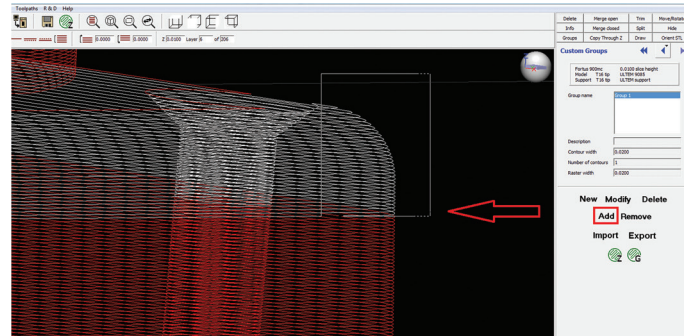 Toolpaths R & D Help
0.0000 0.0000 Z 0.0100 Layer 6 of 206
Delete Merge open Trim Move/Rotate
Info Merge closed Split Hide
Groups Copy Through Z Draw Orient STL
Custom Groups
Fortus 900mc 0.0100 slice height
Model T16 tip ULTEM 9085
Support T16 tip ULTEM support
Group name Group 1
Description
Contour width 0.0200
Number of contours 1
Raster width 0.0200
New Modify Delete
Add Remove
Import Export
Z G